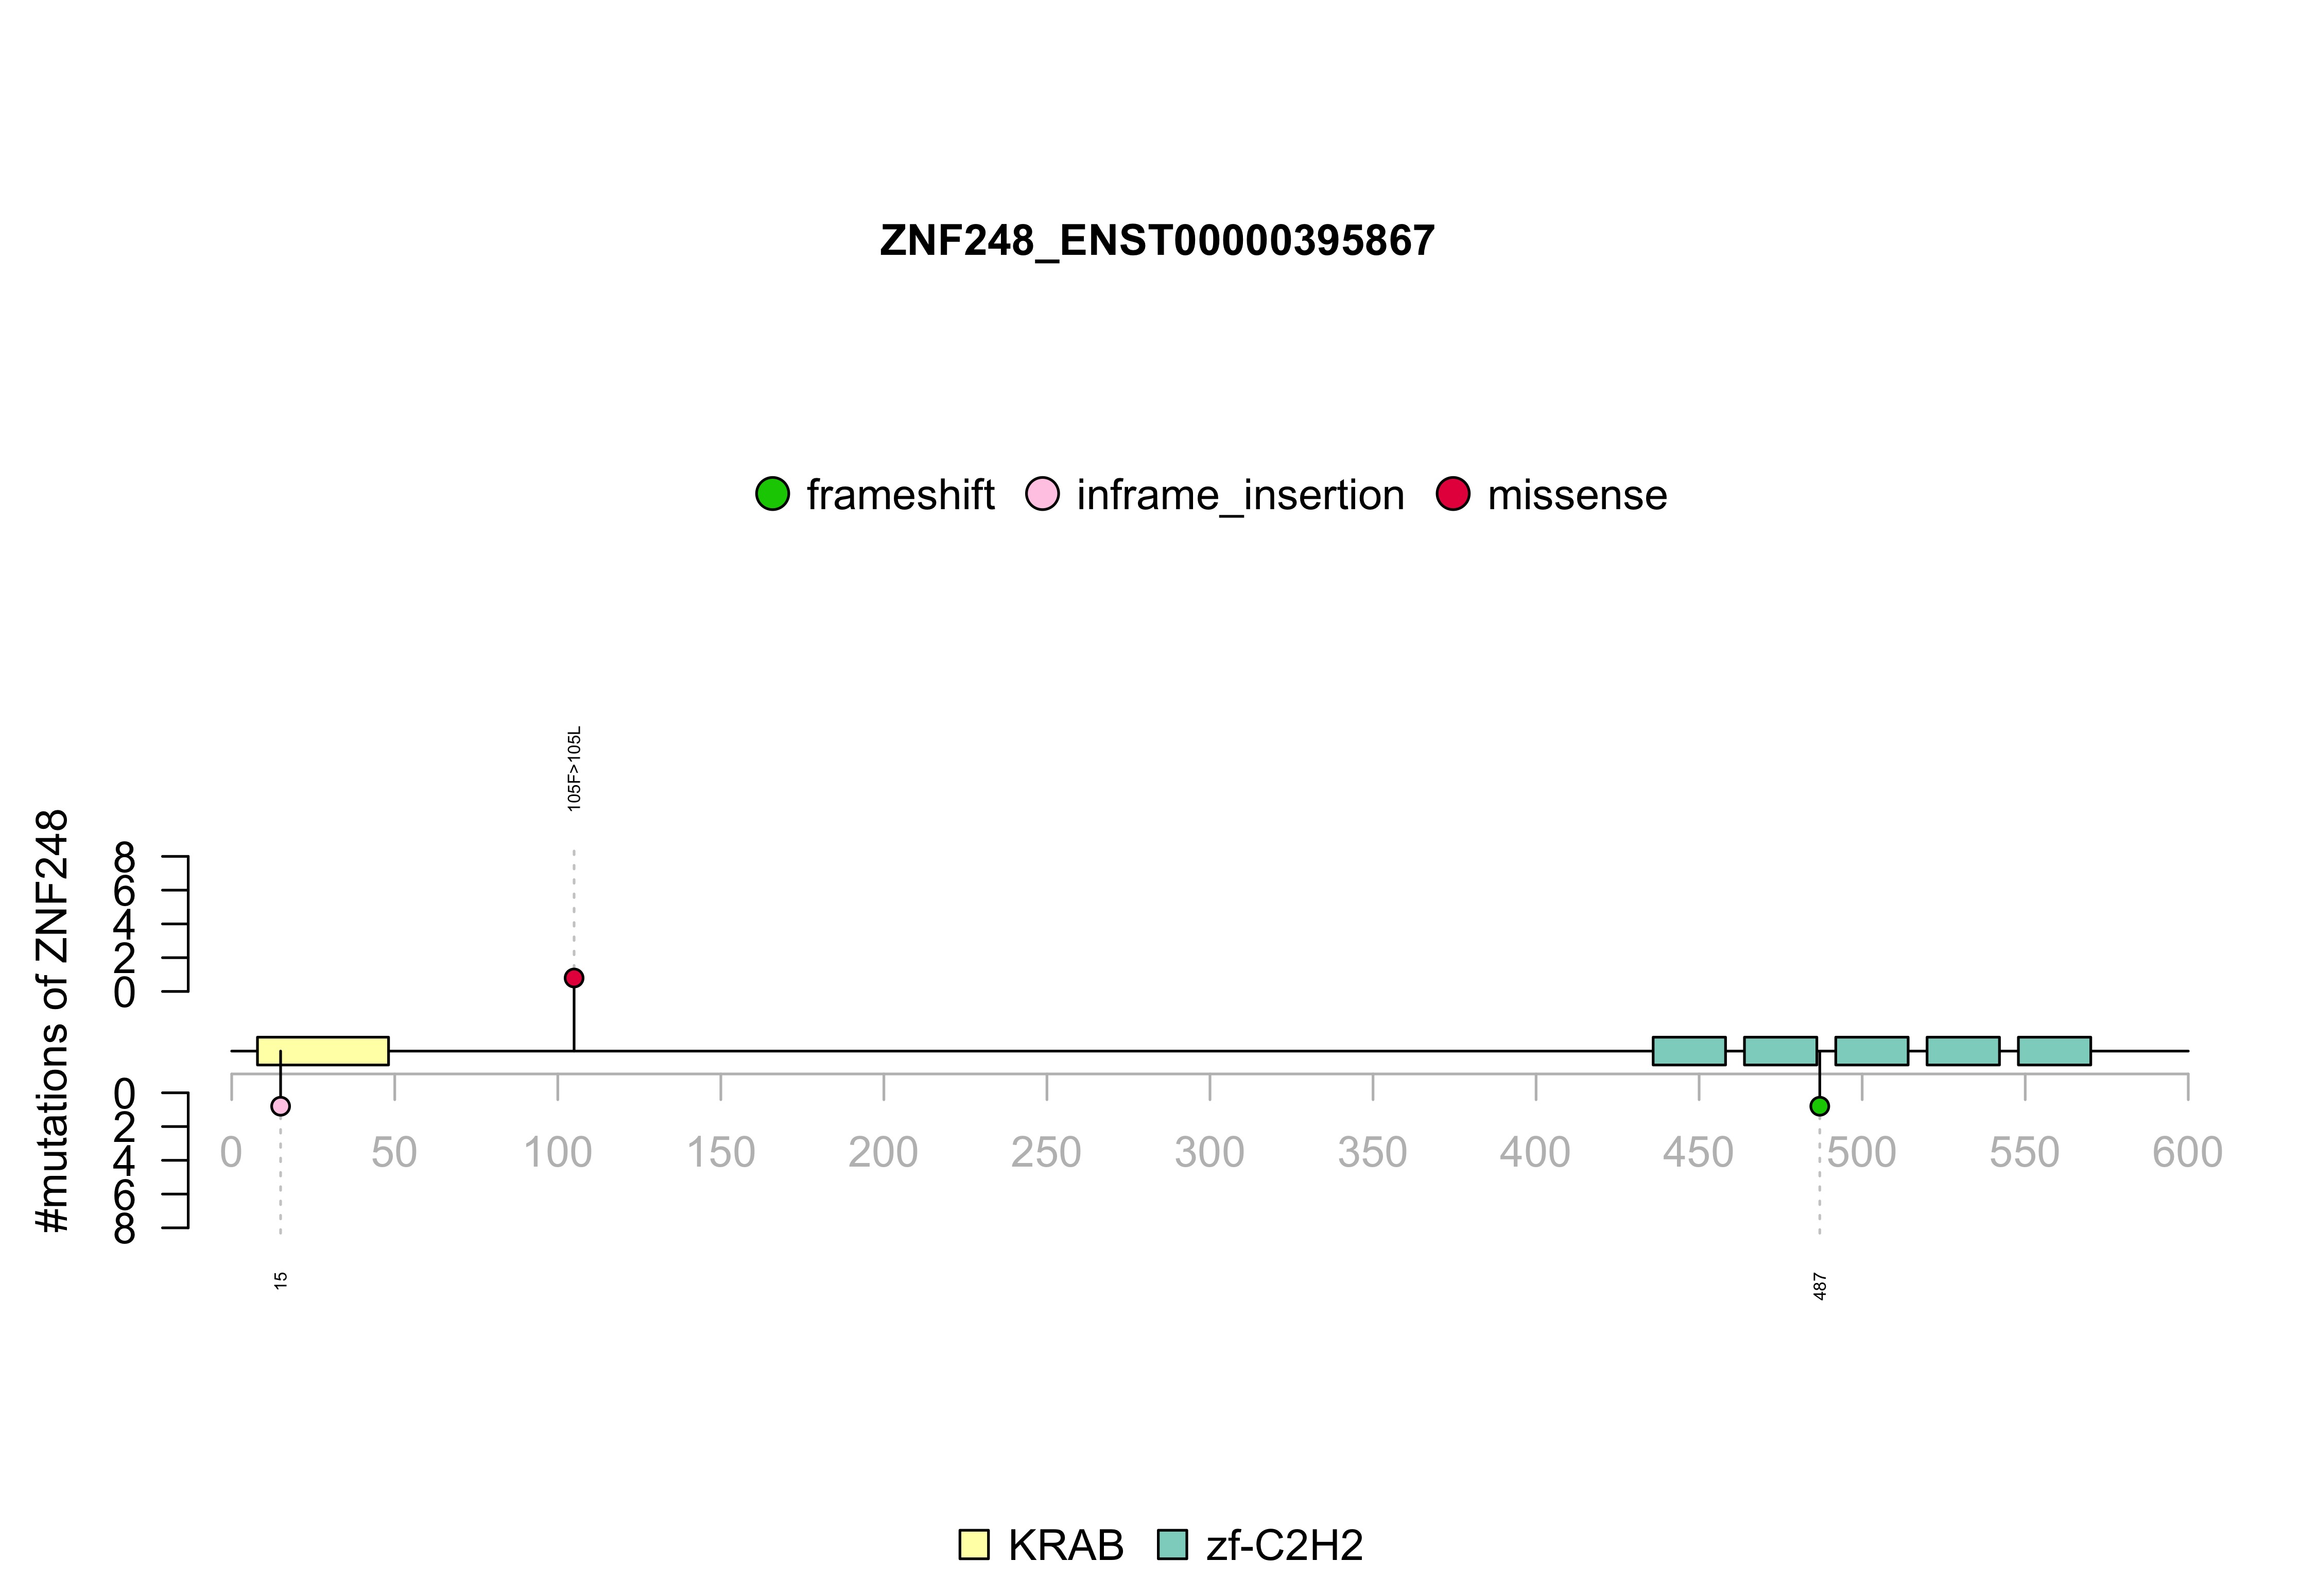 ZNF248_ENST00000395867
frameshift inframe_insertion missense
105F>105L
#mutations of ZNF248
8
6
4
2
0
0
2
4
6
8
0 50 100 150 200 250 300 350 400 450 500 550 600
15 487
KRAB zf-C2H2